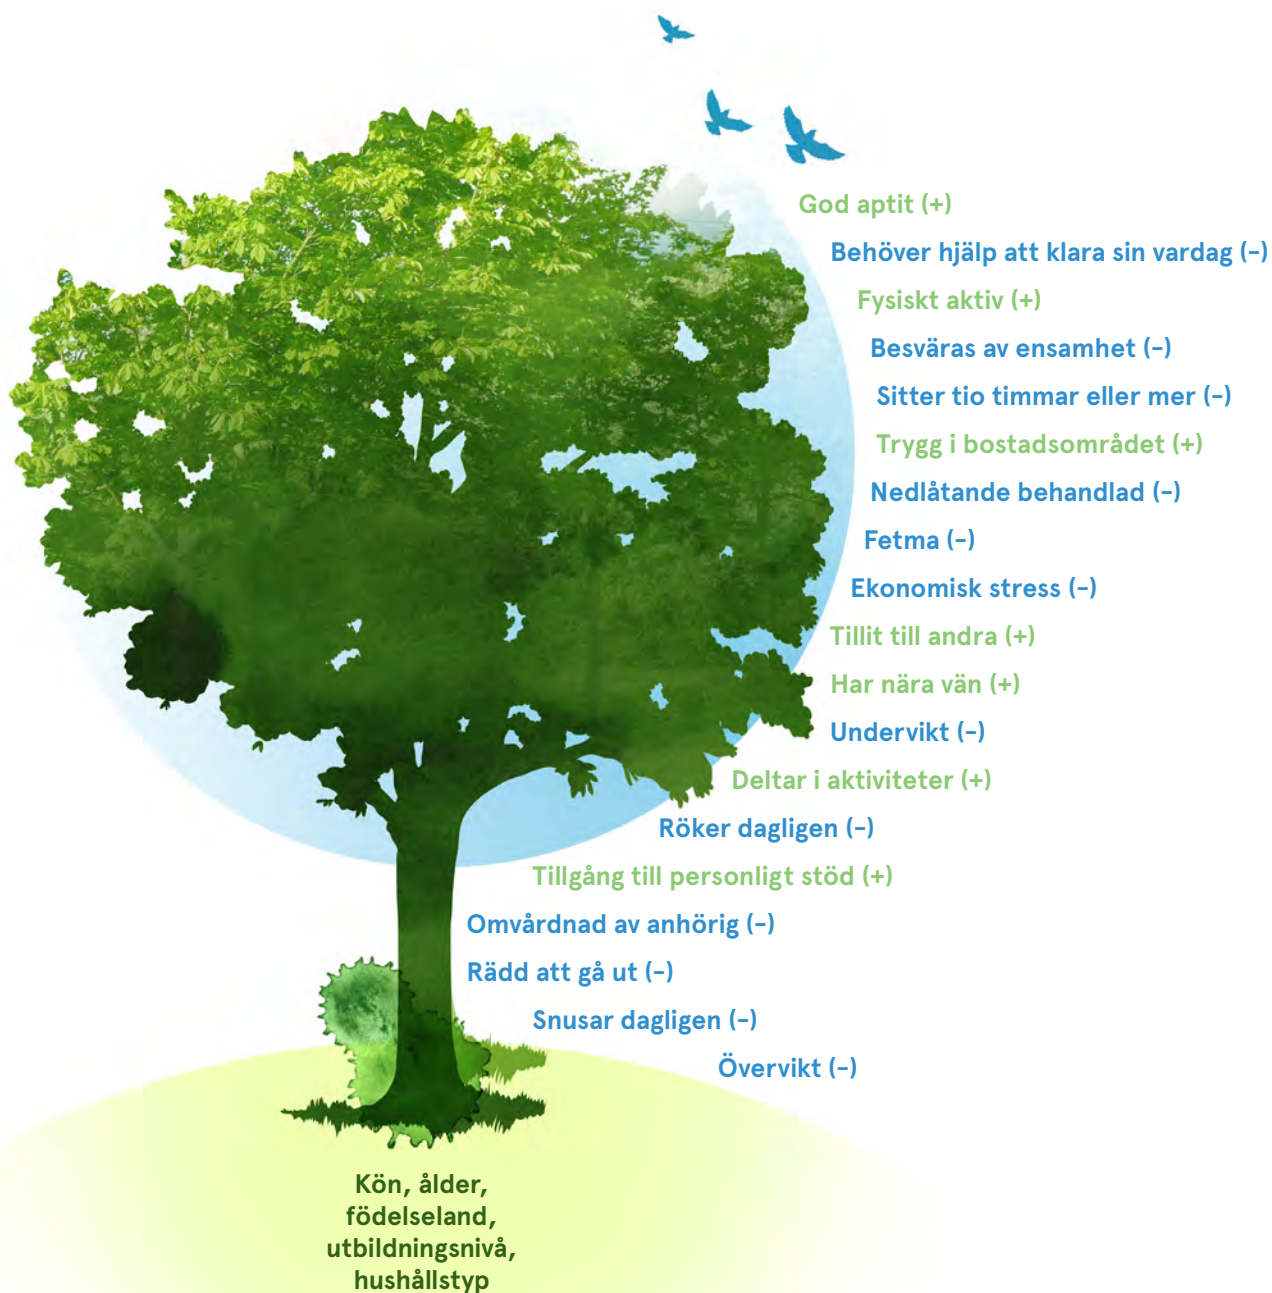 God aptit (+)
Behöver hjälp att klara sin vardag (-)
Fysiskt aktiv (+)
Besväras av ensamhet (-)
Sitter tio timmar eller mer (-)
Trygg i bostadsområdet (+)
Nedlåtande behandlad (-)
Fetma (-)
Ekonomisk stress (-)
Tillit till andra (+)
Har nära vän (+)
Undervikt (-)
Deltar i aktiviteter (+)
Röker dagligen (-)
Tillgång till personligt stöd (+)
Omvårdnad av anhörig (-)
Rädd att gå ut (-)
Snusar dagligen (-)
Övervikt (-)
Kön, ålder,
födelseland,
utbildningsnivå,
hushållstyp